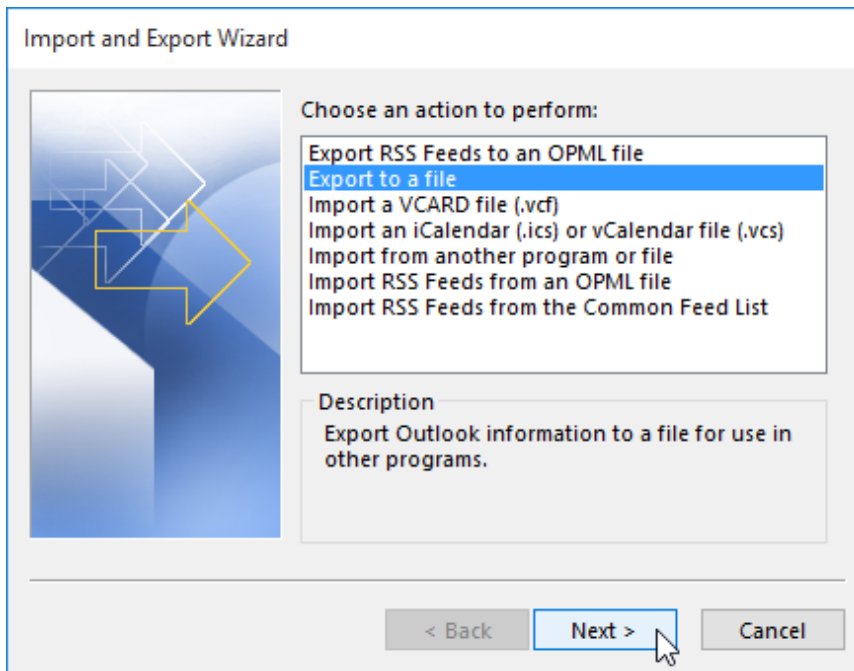 Import and Export Wizard
Choose an action to perform:
Export RSS Feeds to an OPML file
Export to a file
Import a VCARD file (.vcf)
Import an iCalendar (.ics) or vCalendar file (.vcs)
Import from another program or file
Import RSS Feeds from an OPML file
Import RSS Feeds from the Common Feed List
Description
Export Outlook information to a file for use in
other programs.
< Back
Next >
Cancel